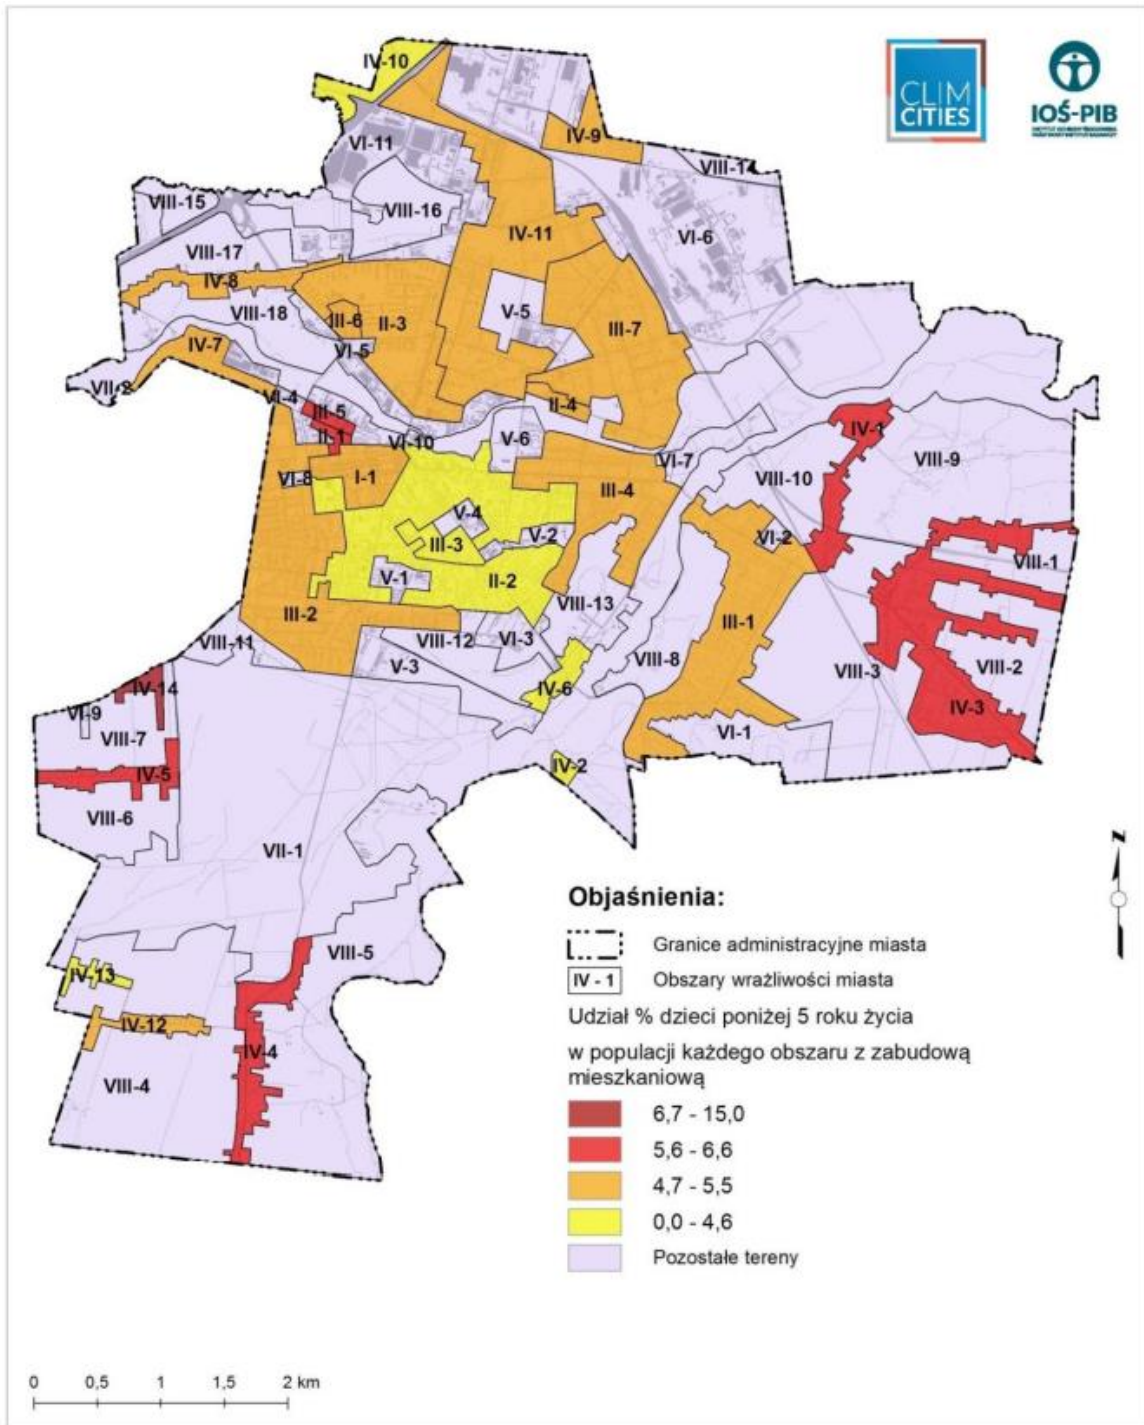 CLIM
CITIES
IOŚ-PIB
IV-10
VI-11
IV-9
VIII-14
VIII-15
VIII-16
IV-11
VI-6
VIII-17
IV-8
VIII-18
III-6
II-3
V-5
III-7
IV-7
VI-5
VII-2
VI-4
III-5
II-4
II-1
VI-10
V-6
IV-1
VI-8
I-1
III-4
VI-7
VIII-10
VIII-9
V-4
V-2
VI-2
III-3
V-1
II-2
VIII-1
III-2
VIII-13
III-1
VIII-11
VIII-12
VI-3
V-3
VIII-8
VIII-3
VIII-2
IV-14
IV-6
IV-3
VI-9
VIII-7
VI-1
IV-5
IV-2
VIII-6
VII-1
N
VIII-5
IV-13
IV-12
IV-4
VIII-4
Objaśnienia:
Granice administracyjne miasta
IV - 1 Obszary wrażliwości miasta
Udział % dzieci poniżej 5 roku życia
w populacji każdego obszaru z zabudową
mieszkaniową
6,7 - 15,0
5,6 - 6,6
4,7 - 5,5
0,0 - 4,6
Pozostałe tereny
0 0,5 1 1,5 2 km